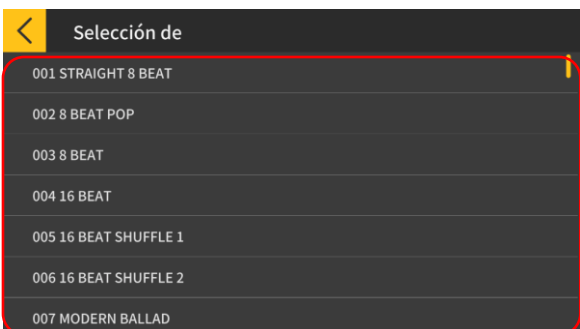 Selección de
001 STRAIGHT 8 BEAT
002 8 BEAT POP
003 8 BEAT
004 16 BEAT
005 16 BEAT SHUFFLE 1
006 16 BEAT SHUFFLE 2
007 MODERN BALLAD